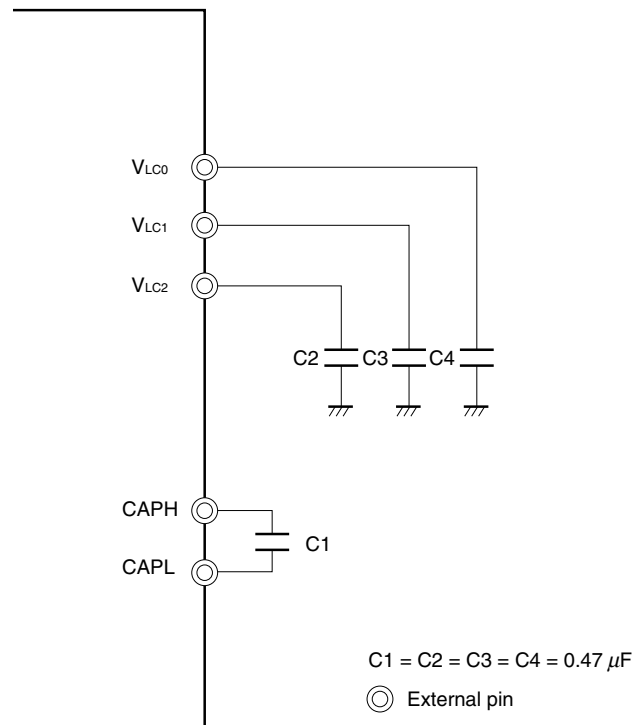 VLC0
VLC1
VLC2
C2 C3 C4
CAPH
C1
CAPL
C1 = C2 = C3 = C4 = 0.47 μF
External pin